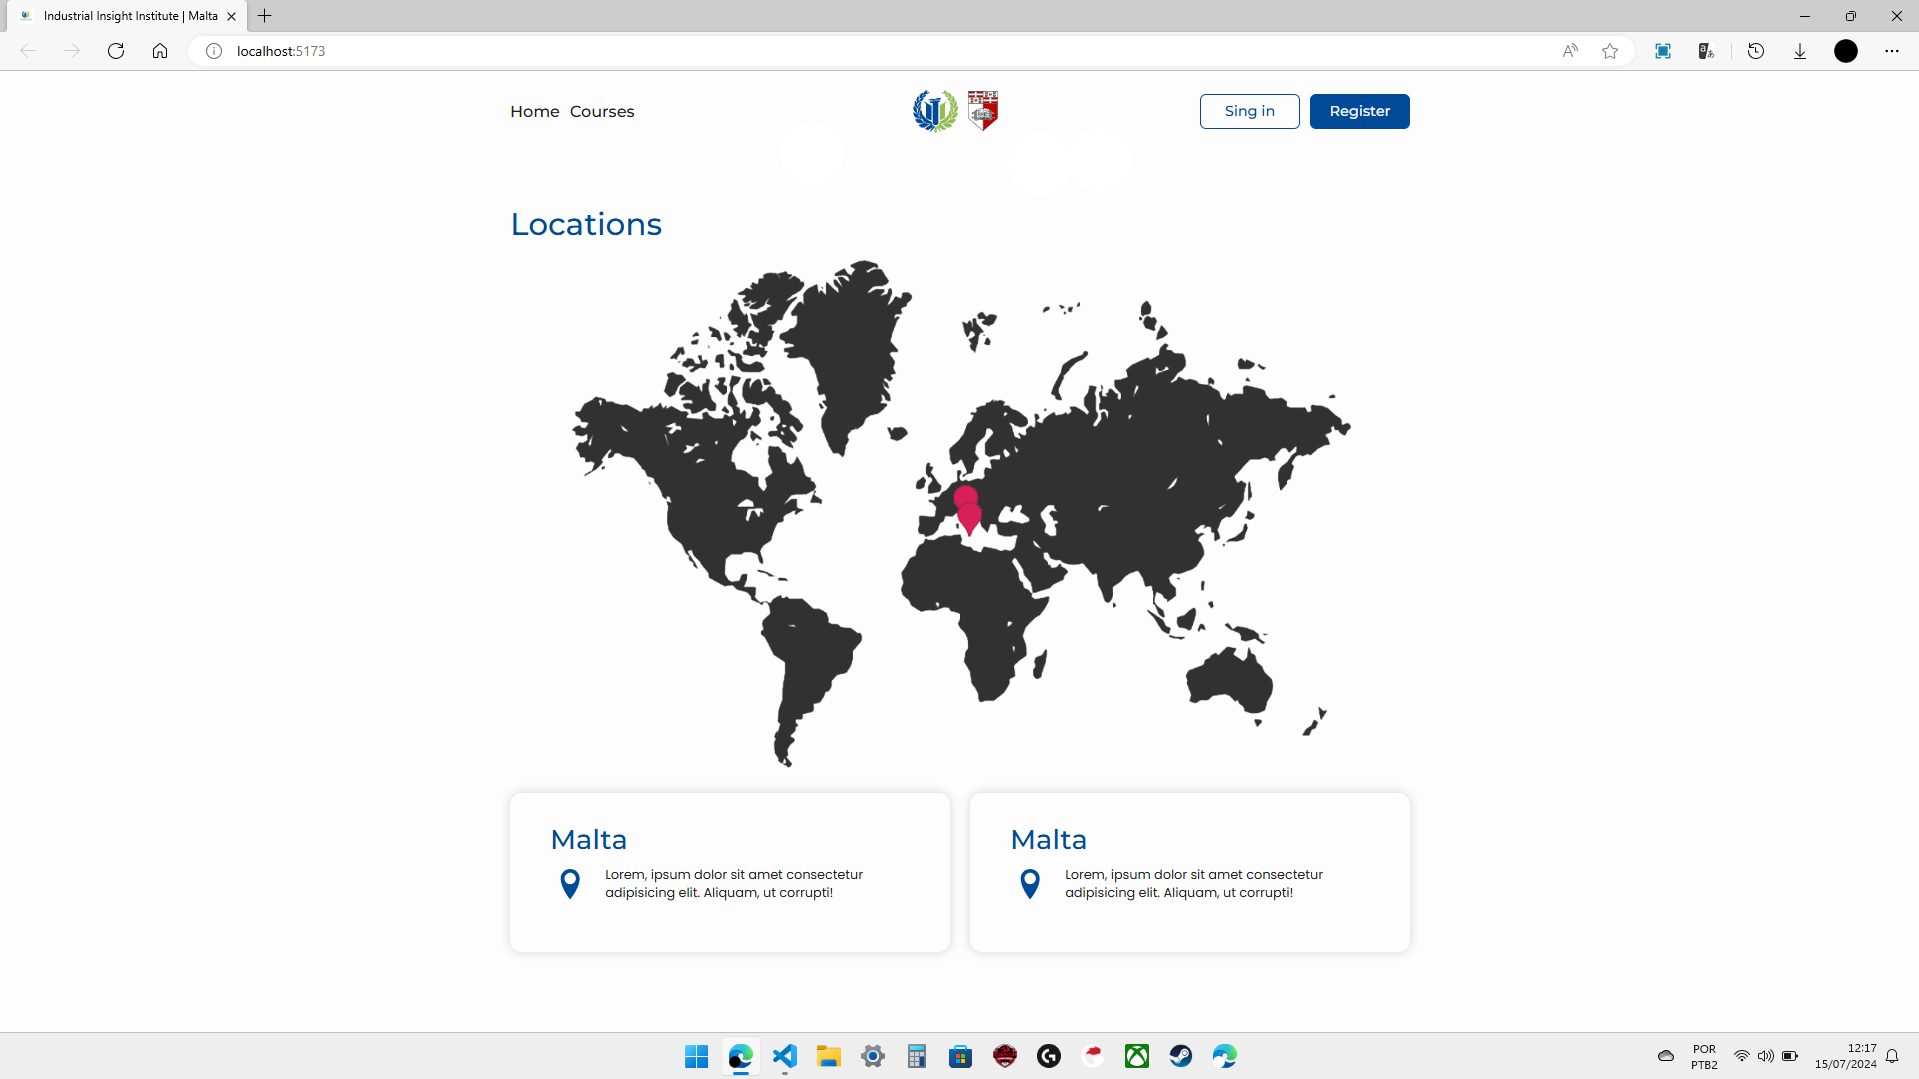 Industrial Insight Institute | Malta
localhost:5173
Home Courses
Sing in
Register
Locations
Malta
Lorem, ipsum dolor sit amet consectetur
adipisicing elit. Aliquam, ut corrupti!
Malta
Lorem, ipsum dolor sit amet consectetur
adipisicing elit. Aliquam, ut corrupti!
POR
PTB2
12:17
15/07/2024